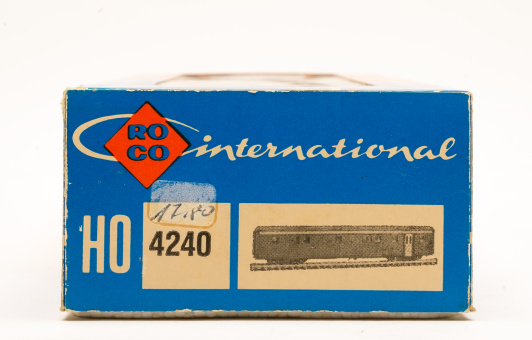 RO
CO
international
17.80
HO
4240